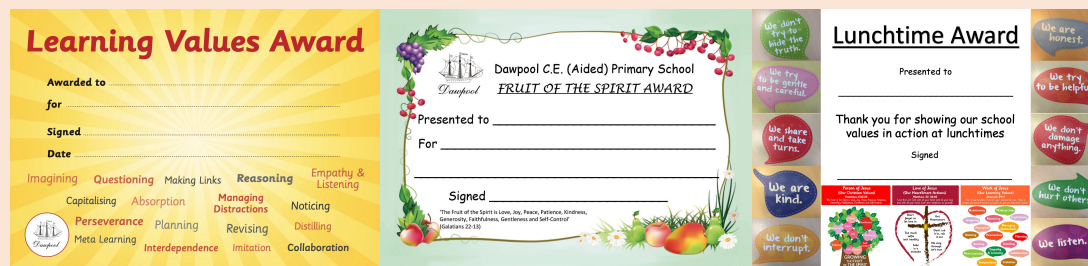 Learning Values Award
Awarded to
for
Signed
Date
Imagining Questioning Making Links Reasoning Empathy & Listening
Capitalising Absorption Managing Distractions Noticing
Perseverance Planning Revising Distilling
Meta Learning Interdependence Imitation Collaboration
Dawpool
Dawpool
Dawpool C.E. (Aided) Primary School
FRUIT OF THE SPIRIT AWARD
Presented to
For
Signed
'The Fruit of the Spirit is Love, Joy, Peace, Patience, Kindness,
Generosity, Faithfulness, Gentleness and Self-Control'
(Galatians 22-13)
We don't
try to
hide the
truth.
We try
to be gentle
and careful.
We share
and take
turns.
We are
kind.
We don't
interrupt.
Lunchtime Award
Presented to
Thank you for showing our school
values in action at lunchtimes
Signed
Person of Jesus
Love of Jesus
Work of Jesus
GROWING
We are
honest.
We try
to be helpfu
We don't
damage
anything.
We don't
hurt others
We listen.